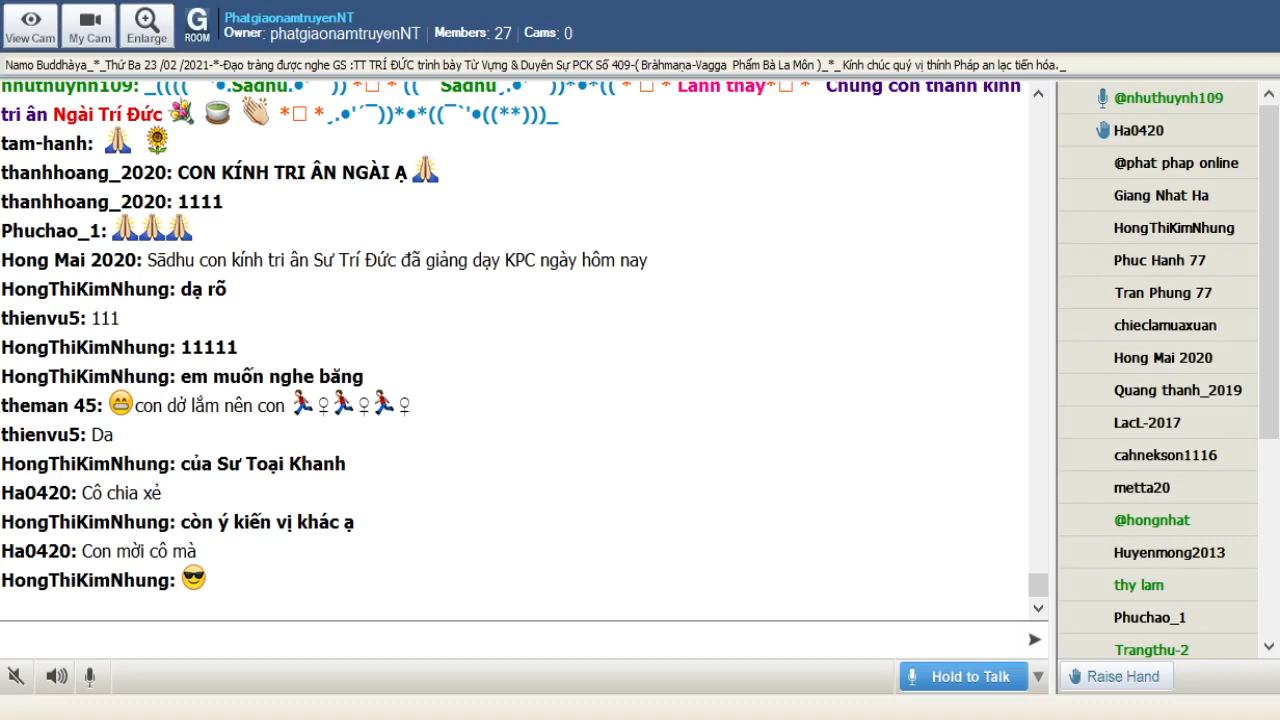 View Cam
My Cam
Enlarge
G
ROOM
PhatgiaonamtruyenNT
Owner: phatgiaonamtruyenNT | Members: 27 | Cams: 0
Namo Buddhàya_*_Thứ Ba 23 /02 /2021-*-Đạo tràng được nghe GS :TT TRÍ ĐỨC trình bày Từ Vựng & Duyên Sự PCK Số 409-( Bràhmaṇa-Vagga Phẩm Bà La Môn )_*_ Kính chúc quý vị thính Pháp an lạc tiến hóa._
nhuthuynh109: Sadhu Sadhu Lành thay Chúng con thành kính
tri ân Ngài Trí Đức
tam-hanh:
thanhhoang_2020: CON KÍNH TRI ÂN NGÀI Ạ
thanhhoang_2020: 1111
Phuchao_1:
Hong Mai 2020: Sādhu con kính tri ân Sư Trí Đức đã giảng dạy KPC ngày hôm nay
HongThiKimNhung: dạ rõ
thienvu5: 111
HongThiKimNhung: 11111
HongThiKimNhung: em muốn nghe băng
theman 45: con dở lắm nên con
thienvu5: Da
HongThiKimNhung: của Sư Toại Khanh
Ha0420: Cô chia xẻ
HongThiKimNhung: còn ý kiến vị khác ạ
Ha0420: Con mời cô mà
HongThiKimNhung:
@nhuthuynh109
Ha0420
@phat phap online
Giang Nhat Ha
HongThiKimNhung
Phuc Hanh 77
Tran Phung 77
chieclamuaxuan
Hong Mai 2020
Quang thanh_2019
LacL-2017
cahnekson1116
metta20
@hongnhat
Huyenmong2013
thy lam
Phuchao_1
Trangthu-2
Hold to Talk
Raise Hand